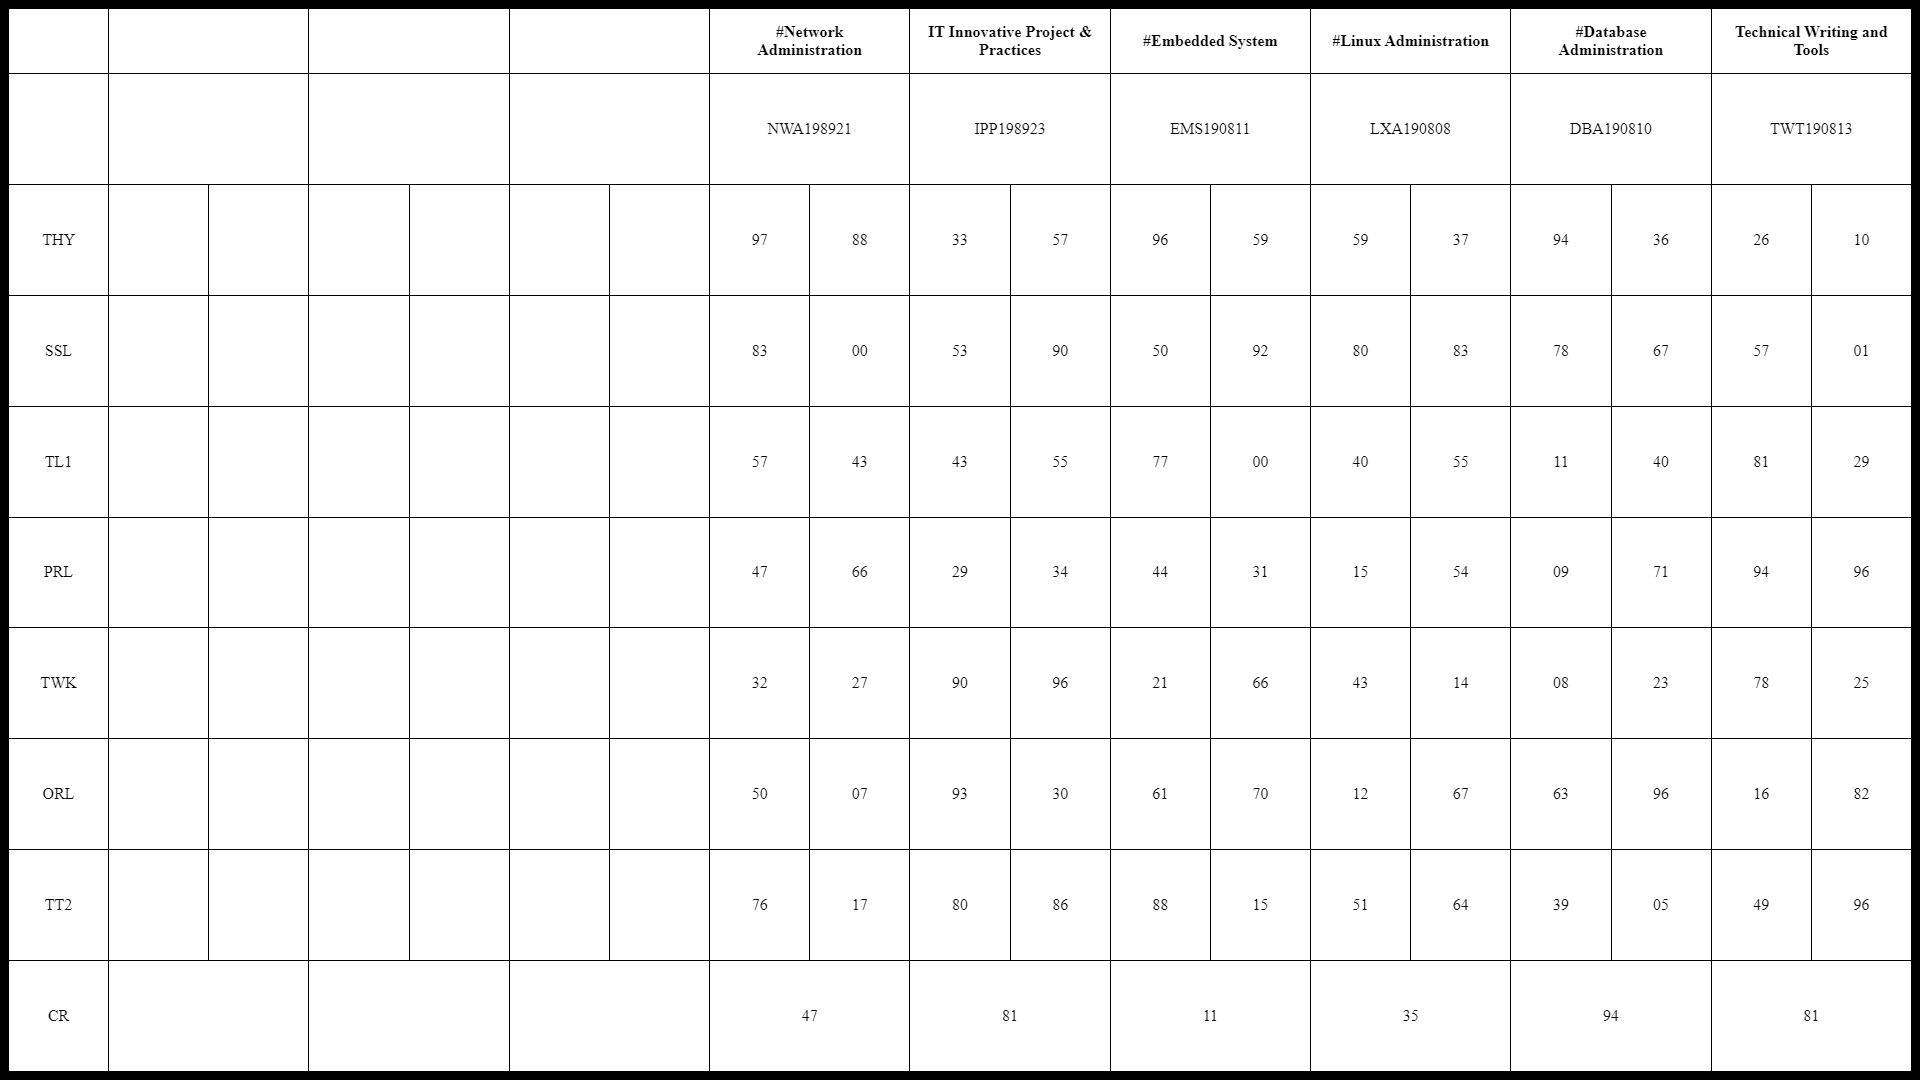 #Network Administration IT Innovative Project & Practices #Embedded System #Linux Administration #Database Administration Technical Writing and Tools
NWA198921 IPP198923 EMS190811 LXA190808 DBA190810 TWT190813
THY 97 88 33 57 96 59 59 37 94 36 26 10
SSL 83 00 53 90 50 92 80 83 78 67 57 01
TL1 57 43 43 55 77 00 40 55 11 40 81 29
PRL 47 66 29 34 44 31 15 54 09 71 94 96
TWK 32 27 90 96 21 66 43 14 08 23 78 25
ORL 50 07 93 30 61 70 12 67 63 96 16 82
TT2 76 17 80 86 88 15 51 64 39 05 49 96
CR 47 81 11 35 94 81